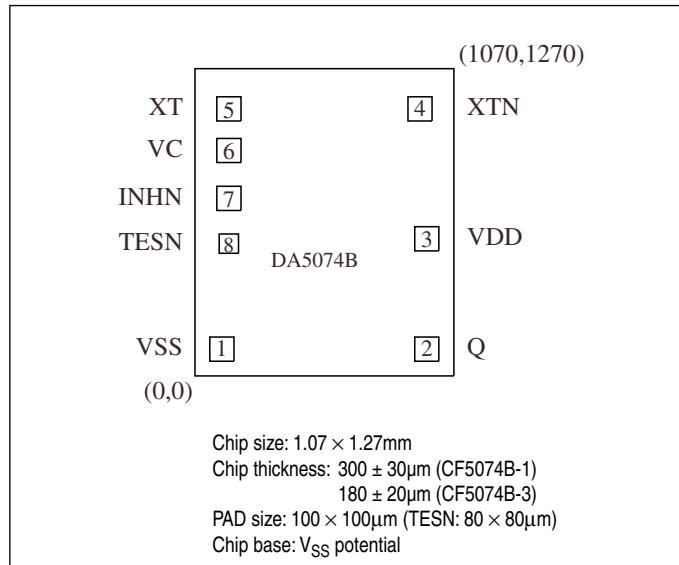 (1070,1270)
XT 5 4 XTN
VC 6
INHN 7
TESN 8 3 VDD
DA5074B
VSS 1 2 Q
(0,0)
Chip size: 1.07 × 1.27mm
Chip thickness: 300 ± 30μm (CF5074B-1)
180 ± 20μm (CF5074B-3)
PAD size: 100 × 100μm (TESN: 80 × 80μm)
Chip base: VSS potential